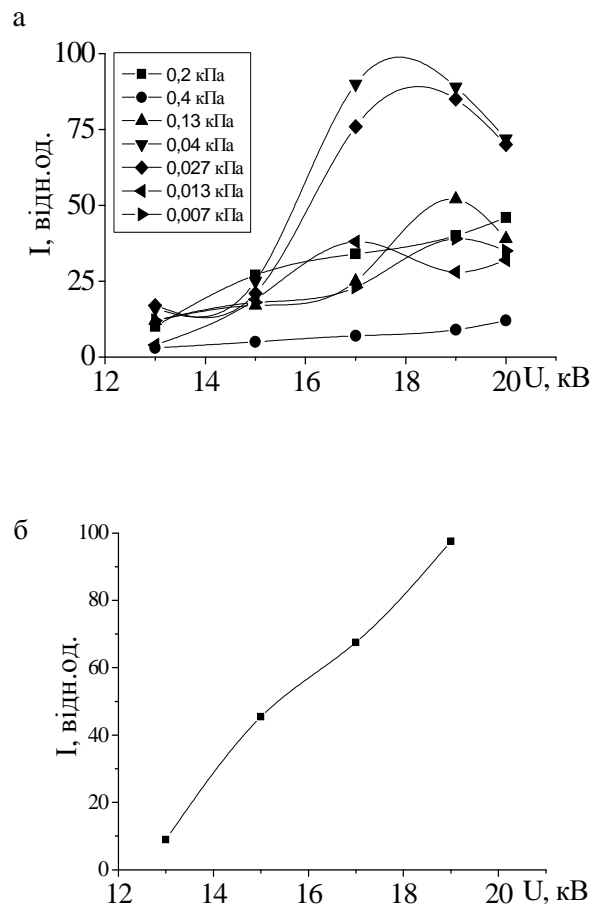 а
100
75
50
25
0
I, відн.од.
0,2 кПа
0,4 кПа
0,13 кПа
0,04 кПа
0,027 кПа
0,013 кПа
0,007 кПа
12 14 16 18 20 U, кВ
б
100
80
60
40
20
0
I, відн.од.
12 14 16 18 20 U, кВ